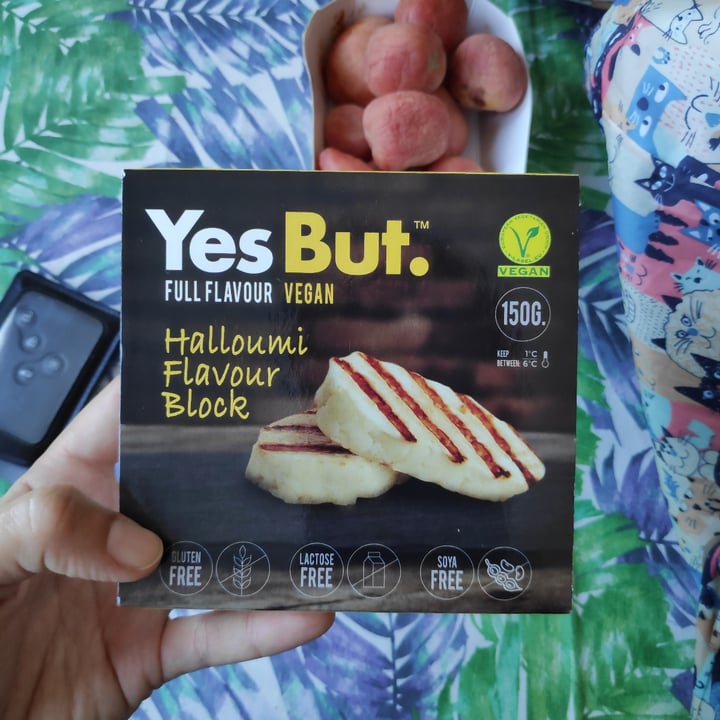 Yes But.™
FULL FLAVOUR VEGAN
VEGAN
150G.
KEEP 1°C
BETWEEN: 6°C
Halloumi
Flavour
Block
GLUTEN
FREE
LACTOSE
FREE
SOYA
FREE